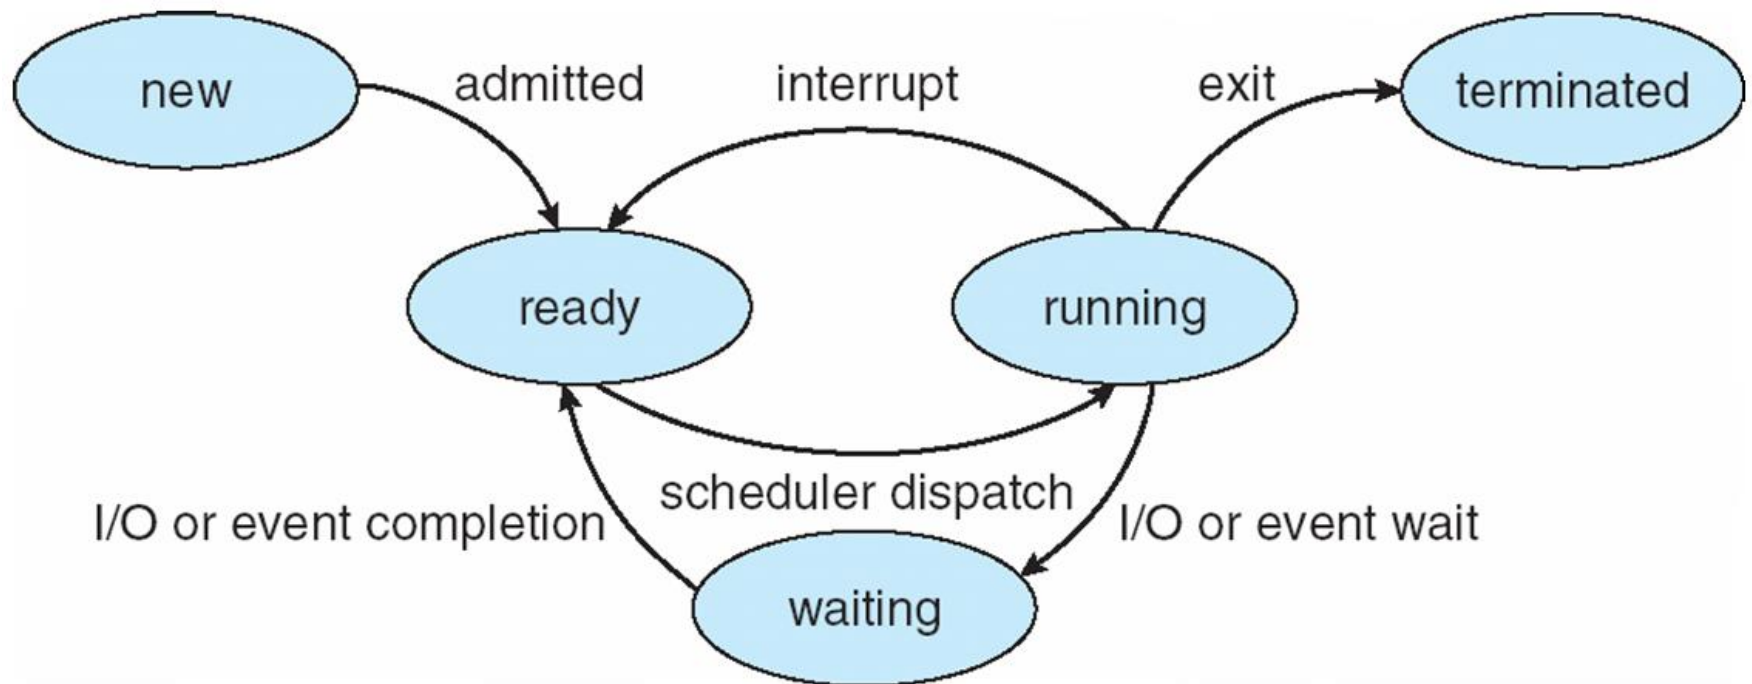 new
admitted
interrupt
exit
terminated
ready
running
scheduler dispatch
I/O or event completion
I/O or event wait
waiting